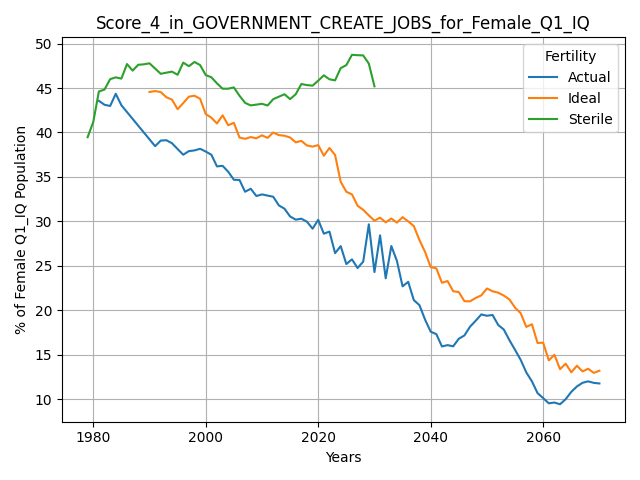 Score_4_in_GOVERNMENT_CREATE_JOBS_for_Female_Q1_IQ
Fertility
Actual
Ideal
Sterile
% of Female Q1_IQ Population
50
45
40
35
30
25
20
15
10
1980
2000
2020
2040
2060
Years